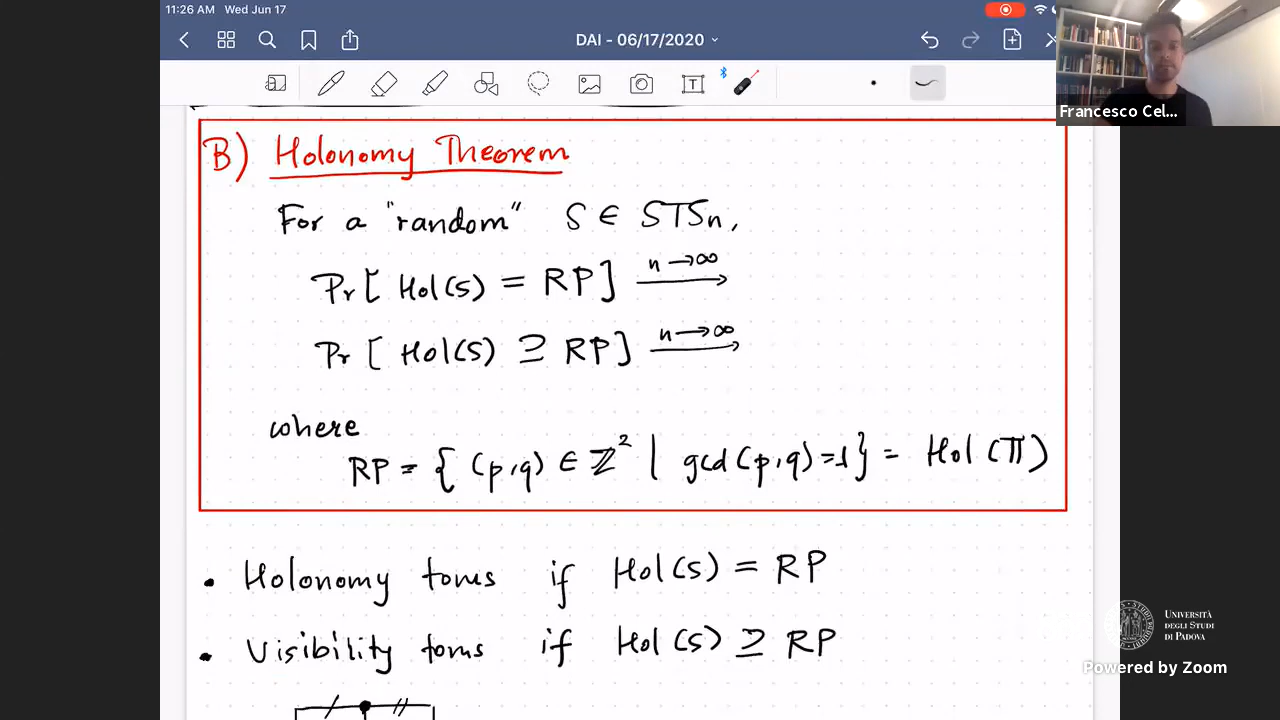 11:26 AM Wed Jun 17
DAI - 06/17/2020
Francesco Cel...
B) Holonomy Theorem
For a "random" S ∈ STSn,
Pr[ Hol(S) = RP ] n→∞ ⟶
Pr[ Hol(S) ⊇ RP ] n→∞ ⟶
where
RP = { (p,q) ∈ ℤ² | gcd(p,q)=1 } = Hol(𝕋)
• Holonomy torus if Hol(S) = RP
• Visibility torus if Hol(S) ⊇ RP
UNIVERSITÀ
DEGLI STUDI
DI PADOVA
Powered by Zoom